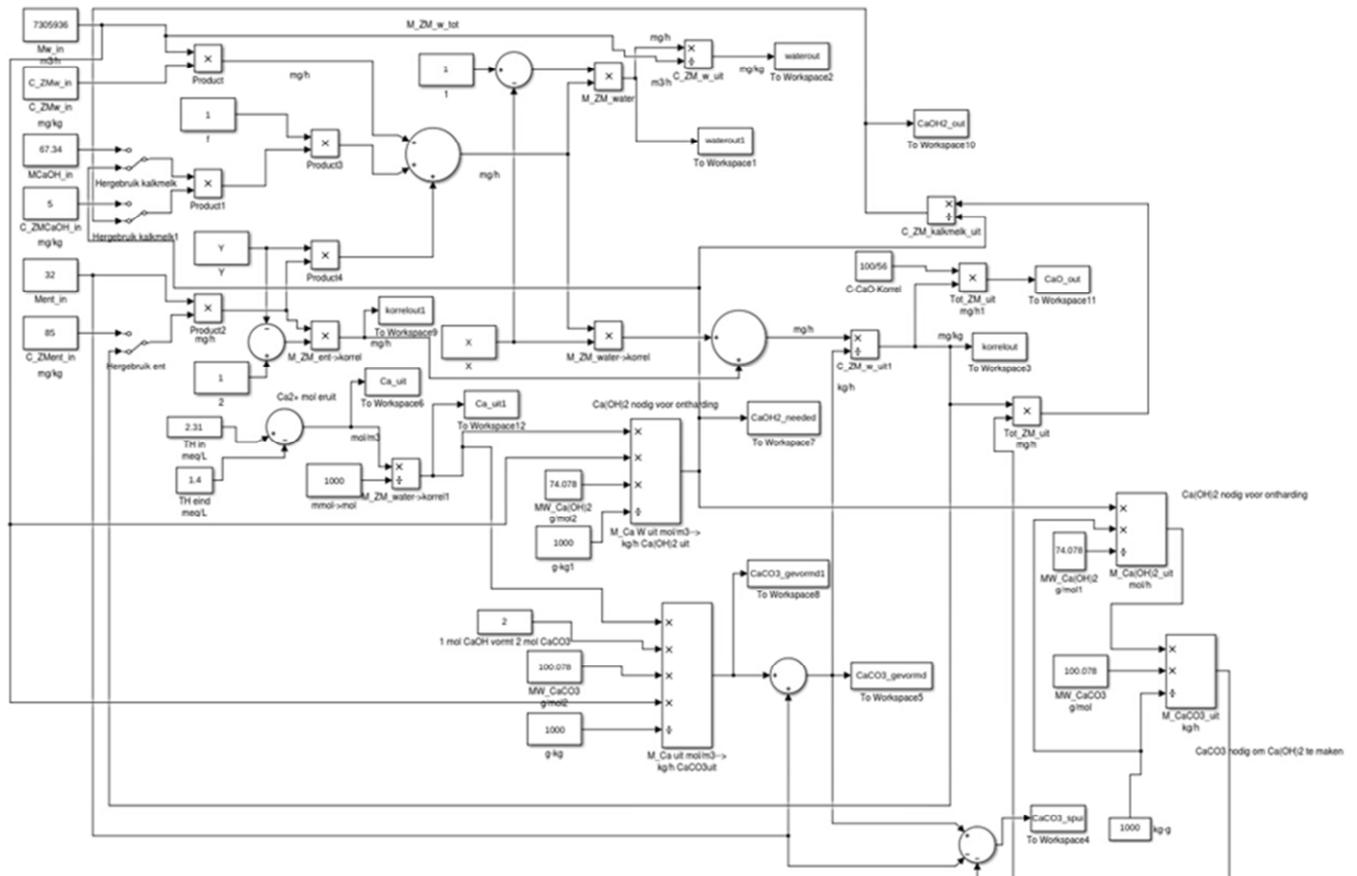 7305936
Mw_in
m3/h
C_ZMw_in
C_ZMw_in
mg/kg
67.34
MCaOH_in
5
C_ZMCaOH_in
mg/kg
32
Ment_in
85
C_ZMent_in
mg/kg
Product
mg/h
1
f
Product3
Hergebruik kalkmelk
Product1
Hergebruik kalkmelk1
Y
Y
Product4
Product2
mg/h
Hergebruik ent
1
2
M_ZM_ent->korrel
mg/h
korrelout1
To Workspace9
M_ZM_w_tot
1
1
mg/h
M_ZM_water
mg/h
m3/h
C_ZM_w_uit
mg/kg
waterout
To Workspace2
waterout1
To Workspace1
X
X
M_ZM_water->korrel
mg/h
C_ZM_w_uit1
kg/h
mg/kg
korrelout
To Workspace3
CaOH2_out
To Workspace10
C_ZM_kalkmelk_uit
100/56
C-CaO-Korrel
Tot_ZM_uit
mg/h1
CaO_out
To Workspace11
Tot_ZM_uit
mg/h
Ca2+ mol eruit
2.31
TH in
meq/L
1.4
TH eind
meq/L
Ca_uit
To Workspace6
mol/m3
1000
mmol->mol
M_ZM_water->korrel1
Ca_uit1
To Workspace12
Ca(OH)2 nodig voor ontharding
CaOH2_needed
To Workspace7
74.078
MW_Ca(OH)2
g/mol2
1000
g-kg1
M_Ca W uit mol/m3-->
kg/h Ca(OH)2 uit
CaCO3_gevormd1
To Workspace8
2
1 mol CaOH vormt 2 mol CaCO3
100.078
MW_CaCO3
g/mol2
1000
g-kg
M_Ca uit mol/m3-->
kg/h CaCO3uit
CaCO3_gevormd
To Workspace5
Ca(OH)2 nodig voor ontharding
74.078
MW_Ca(OH)2
g/mol1
M_Ca(OH)2_uit
mol/h
100.078
MW_CaCO3
g/mol
M_CaCO3_uit
kg/h
CaCO3 nodig om Ca(OH)2 te maken
1000
kg-g
CaCO3_spui
To Workspace4